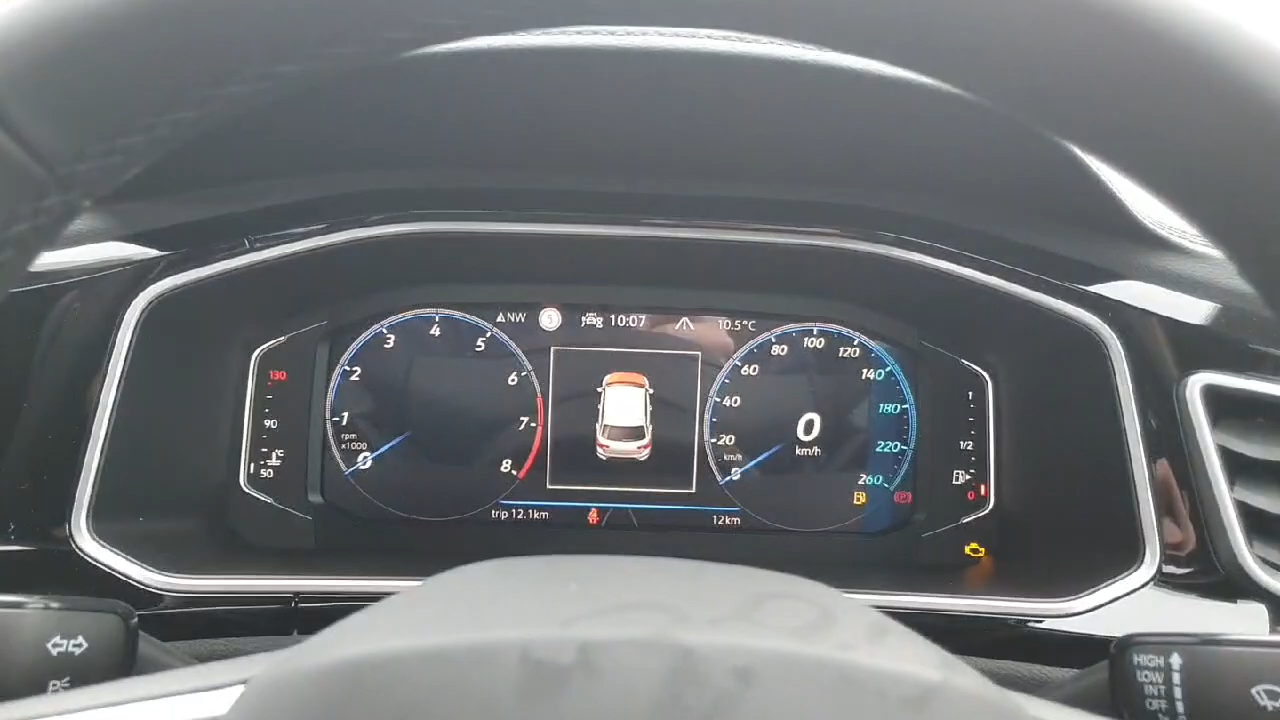 NW 5 10:07 10.5°C
130
90
°C
50
0
1
2
3
4
5
6
7
8
rpm
x1000
0
20
40
60
80
100
120
140
180
220
260
km/h
0
km/h
1
1/2
0
trip 12.1km
12km
P
HIGH
LOW
INT
OFF